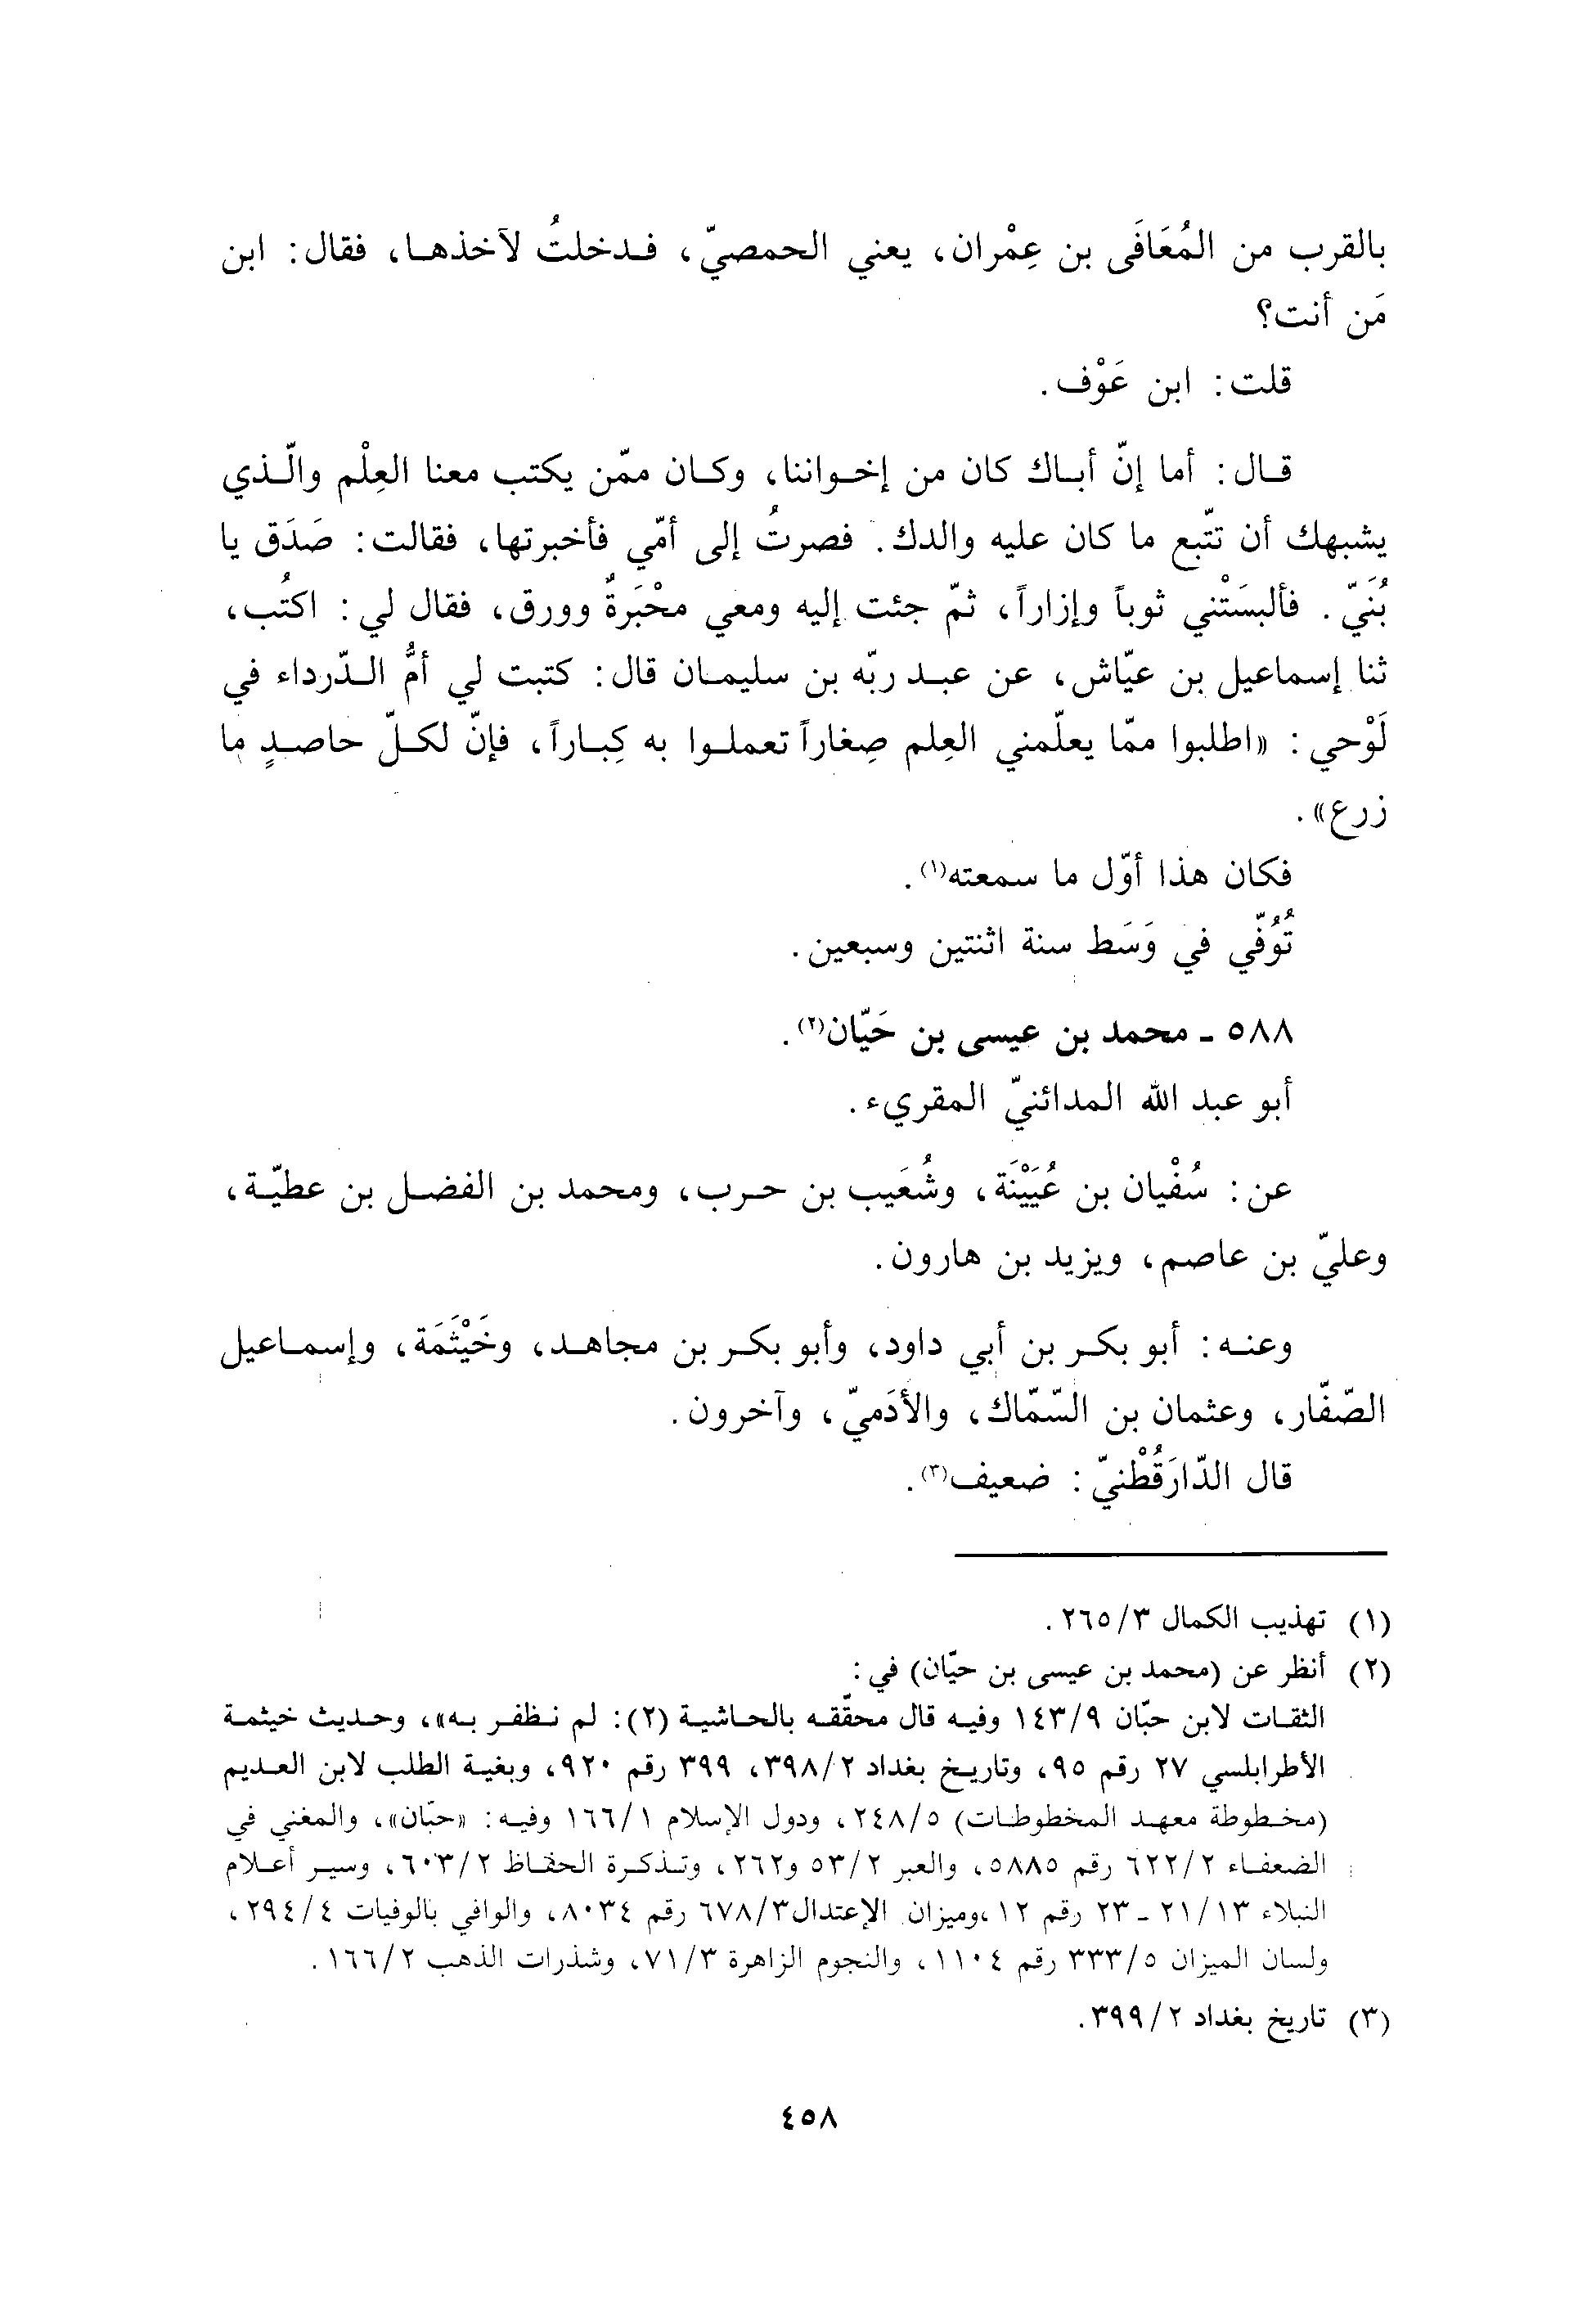 بالقرب من المُعَافَى بن عِمْران، يعني الحمصيّ، فدخلتُ لآخذها، فقال: ابن
مَن أنت؟
قلت: ابن عَوْف.
قال: أما إنّ أباك كان من إخواننا، وكان ممّن يكتب معنا العِلْم والّذي
يشبهك أن تتّبع ما كان عليه والدك. فصرتُ إلى أمّي فأخبرتها، فقالت: صَدَق يا
بُنَيّ. فألبسَتْني ثوباً وإزاراً، ثمّ جئت إليه ومعي محْبَرةٌ وورق، فقال لي: اكتُب،
ثنا إسماعيل بن عيّاش، عن عبد ربّه بن سليمان قال: كتبت لي أمُّ الدّرداء في
لَوْحي: «اطلبوا ممّا يعلّمني العِلم صِغاراً تعملوا به كِباراً، فإنّ لكلّ حاصدٍ ما
زرع».
فكان هذا أوّل ما سمعته(١).
تُوُفّي في وَسَط سنة اثنتين وسبعين.
٥٨٨ - محمد بن عيسى بن حَيّان(٢).
أبو عبد الله المدائنيّ المقريء.
عن: سُفْيان بن عُيَيْنَة، وشُعَيب بن حرب، ومحمد بن الفضل بن عطيّة،
وعليّ بن عاصم، ويزيد بن هارون.
وعنه: أبو بكر بن أبي داود، وأبو بكر بن مجاهد، وخَيْثَمَة، وإسماعيل
الصّفّار، وعثمان بن السّمّاك، والأدَميّ، وآخرون.
قال الدّارَقُطْنيّ: ضعيف(٣).
(١) تهذيب الكمال ٣/٢٦٥.
(٢) أنظر عن (محمد بن عيسى بن حيّان) في:
الثقات لابن حبّان ٩/١٤٣ وفيه قال محقّقه بالحاشية (٢): لم نظفر به»، وحديث خيثمة
الأطرابلسي ٢٧ رقم ٩٥، وتاريخ بغداد ٢/٣٩٨، ٣٩٩ رقم ٩٢٠، وبغية الطلب لابن العديم
(مخطوطة معهد المخطوطات) ٥/٢٤٨، ودول الإسلام ١/١٦٦ وفيه: «حبّان»، والمغني في
الضعفاء ٢/٦٢٢ رقم ٥٨٨٥، والعبر ٢/٥٣ و٢٦٢، وتذكرة الحفاظ ٢/٦٠٣، وسير أعلام
النبلاء ١٣/٢١ - ٢٣ رقم ١٢، وميزان الإعتدال ٣/٦٧٨ رقم ٨٠٣٤، والوافي بالوفيات ٤/٢٩٤،
ولسان الميزان ٥/٣٣٣ رقم ١١٠٤، والنجوم الزاهرة ٣/٧١، وشذرات الذهب ٢/١٦٦.
(٣) تاريخ بغداد ٢/٣٩٩.
٤٥٨